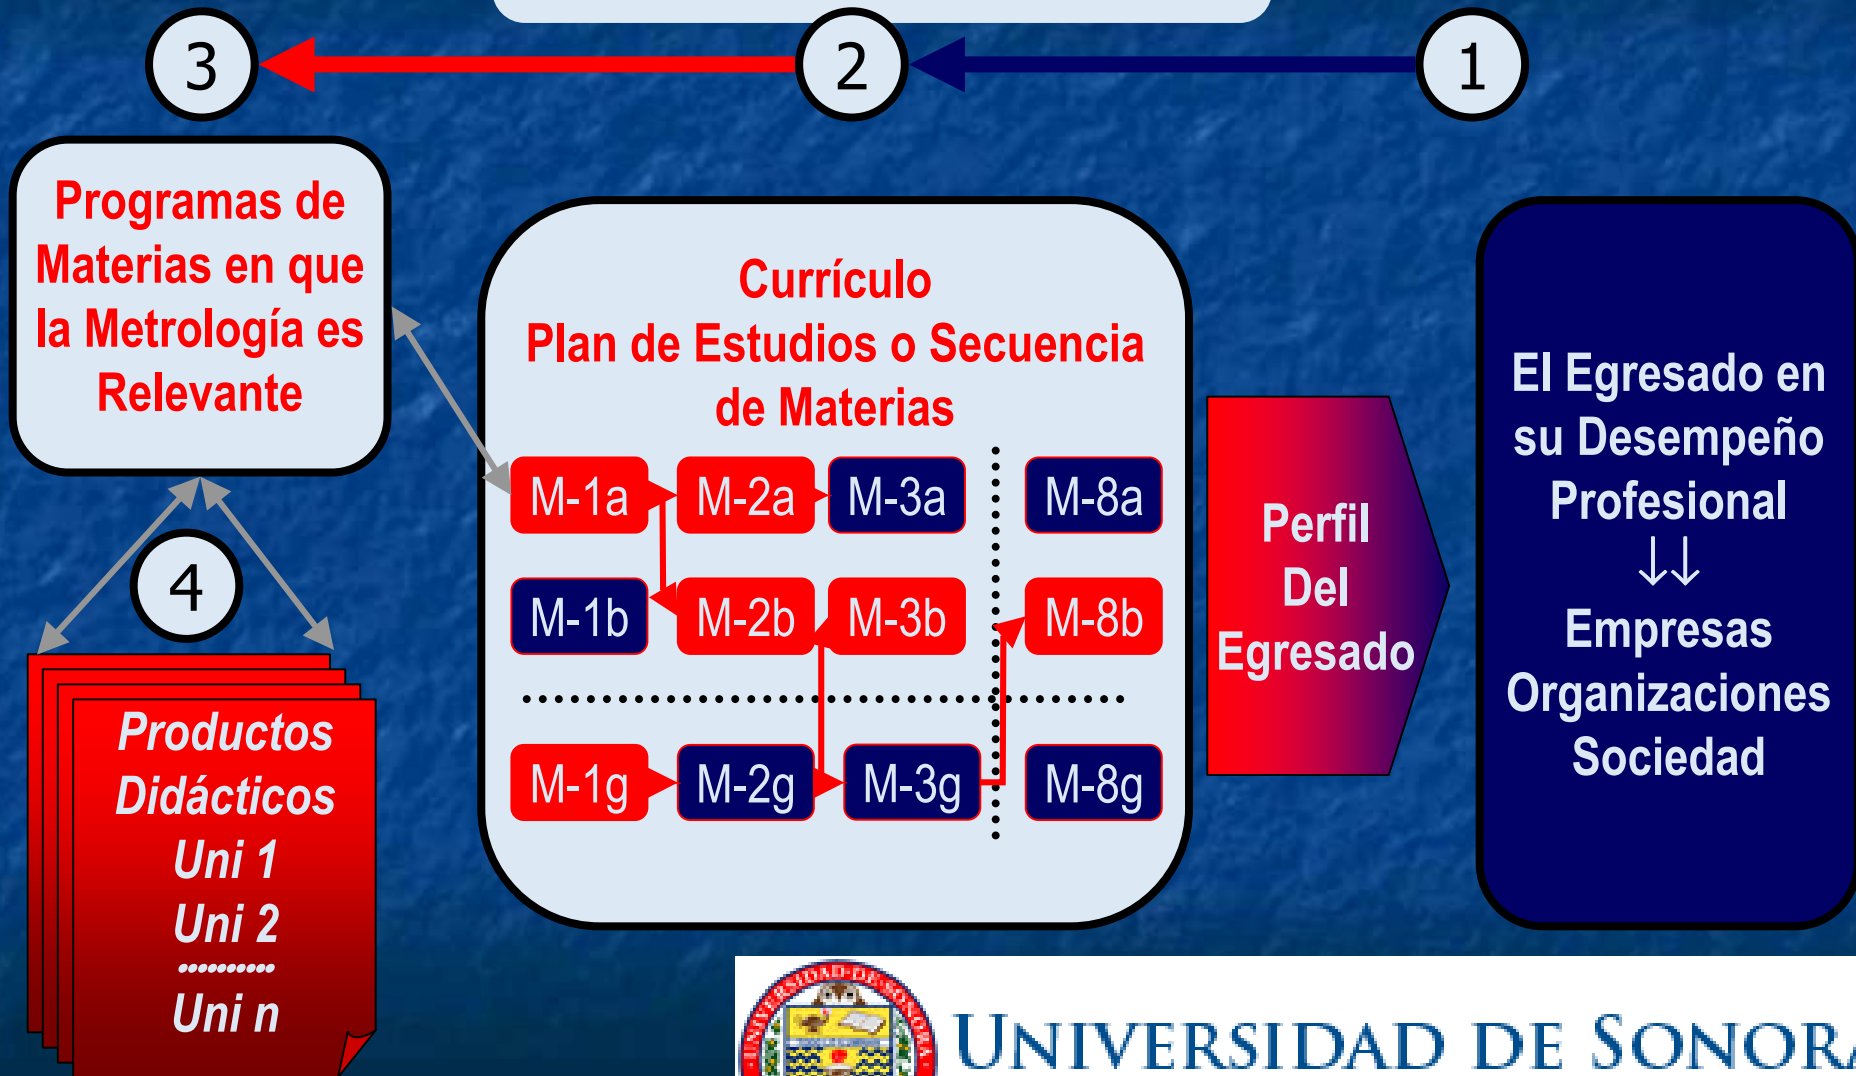 3
2
1
Programas de
Materias en que
la Metrología es
Relevante
4
Productos
Didácticos
Uni 1
Uni 2
..........
Uni n
Currículo
Plan de Estudios o Secuencia
de Materias
M-1a M-2a M-3a M-8a
M-1b M-2b M-3b M-8b
M-1g M-2g M-3g M-8g
Perfil
Del
Egresado
El Egresado en
su Desempeño
Profesional
↓↓
Empresas
Organizaciones
Sociedad
UNIVERSIDAD DE SONORA